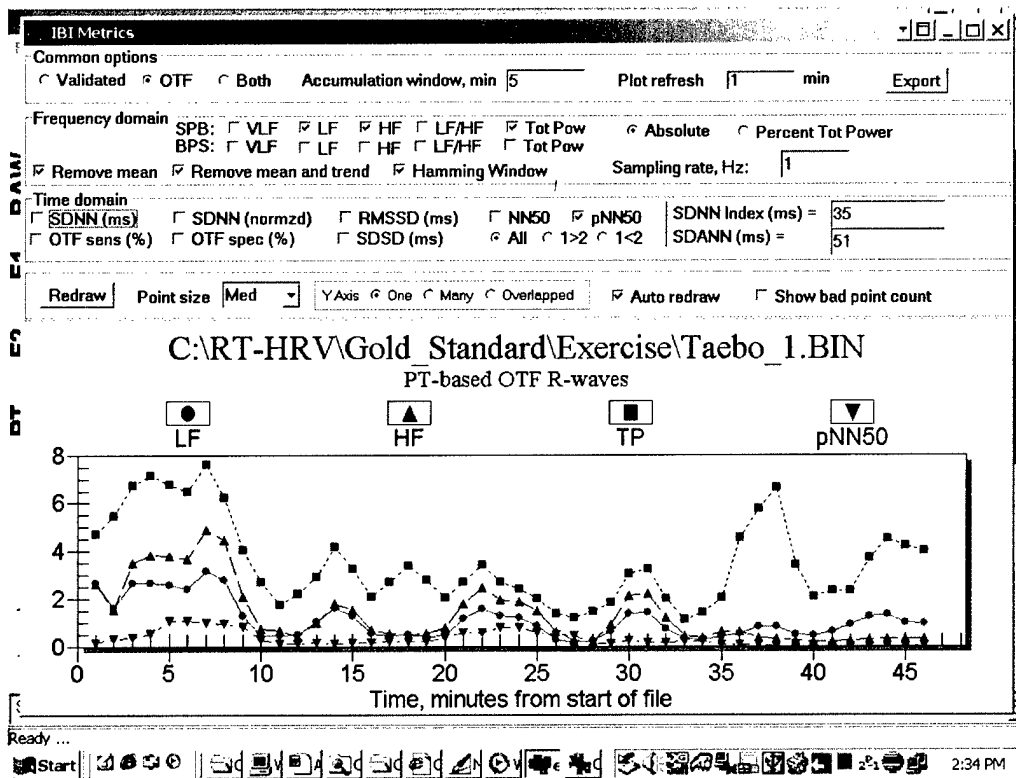 IBI Metrics
Common options
Validated OTF Both Accumulation window, min 5 Plot refresh 1 min Export
Frequency domain
SPB: VLF LF HF LF/HF Tot Pow Absolute Percent Tot Power
BPS: VLF LF HF LF/HF Tot Pow
Remove mean Remove mean and trend Hamming Window Sampling rate, Hz: 1
Time domain
SDNN (ms) SDNN (normzd) RMSSD (ms) NN50 pNN50 SDNN Index (ms) = 35
OTF sens (%) OTF spec (%) SDSD (ms) All 1>2 1<2 SDANN (ms) = 51
Redraw Point size Med Y Axis One Many Overlapped Auto redraw Show bad point count
C:\RT-HRV\Gold_Standard\Exercise\Taebo_1.BIN
PT-based OTF R-waves
LF HF TP pNN50
8
6
4
2
0
0 5 10 15 20 25 30 35 40 45
Time, minutes from start of file
Ready ...
Start 2:34 PM